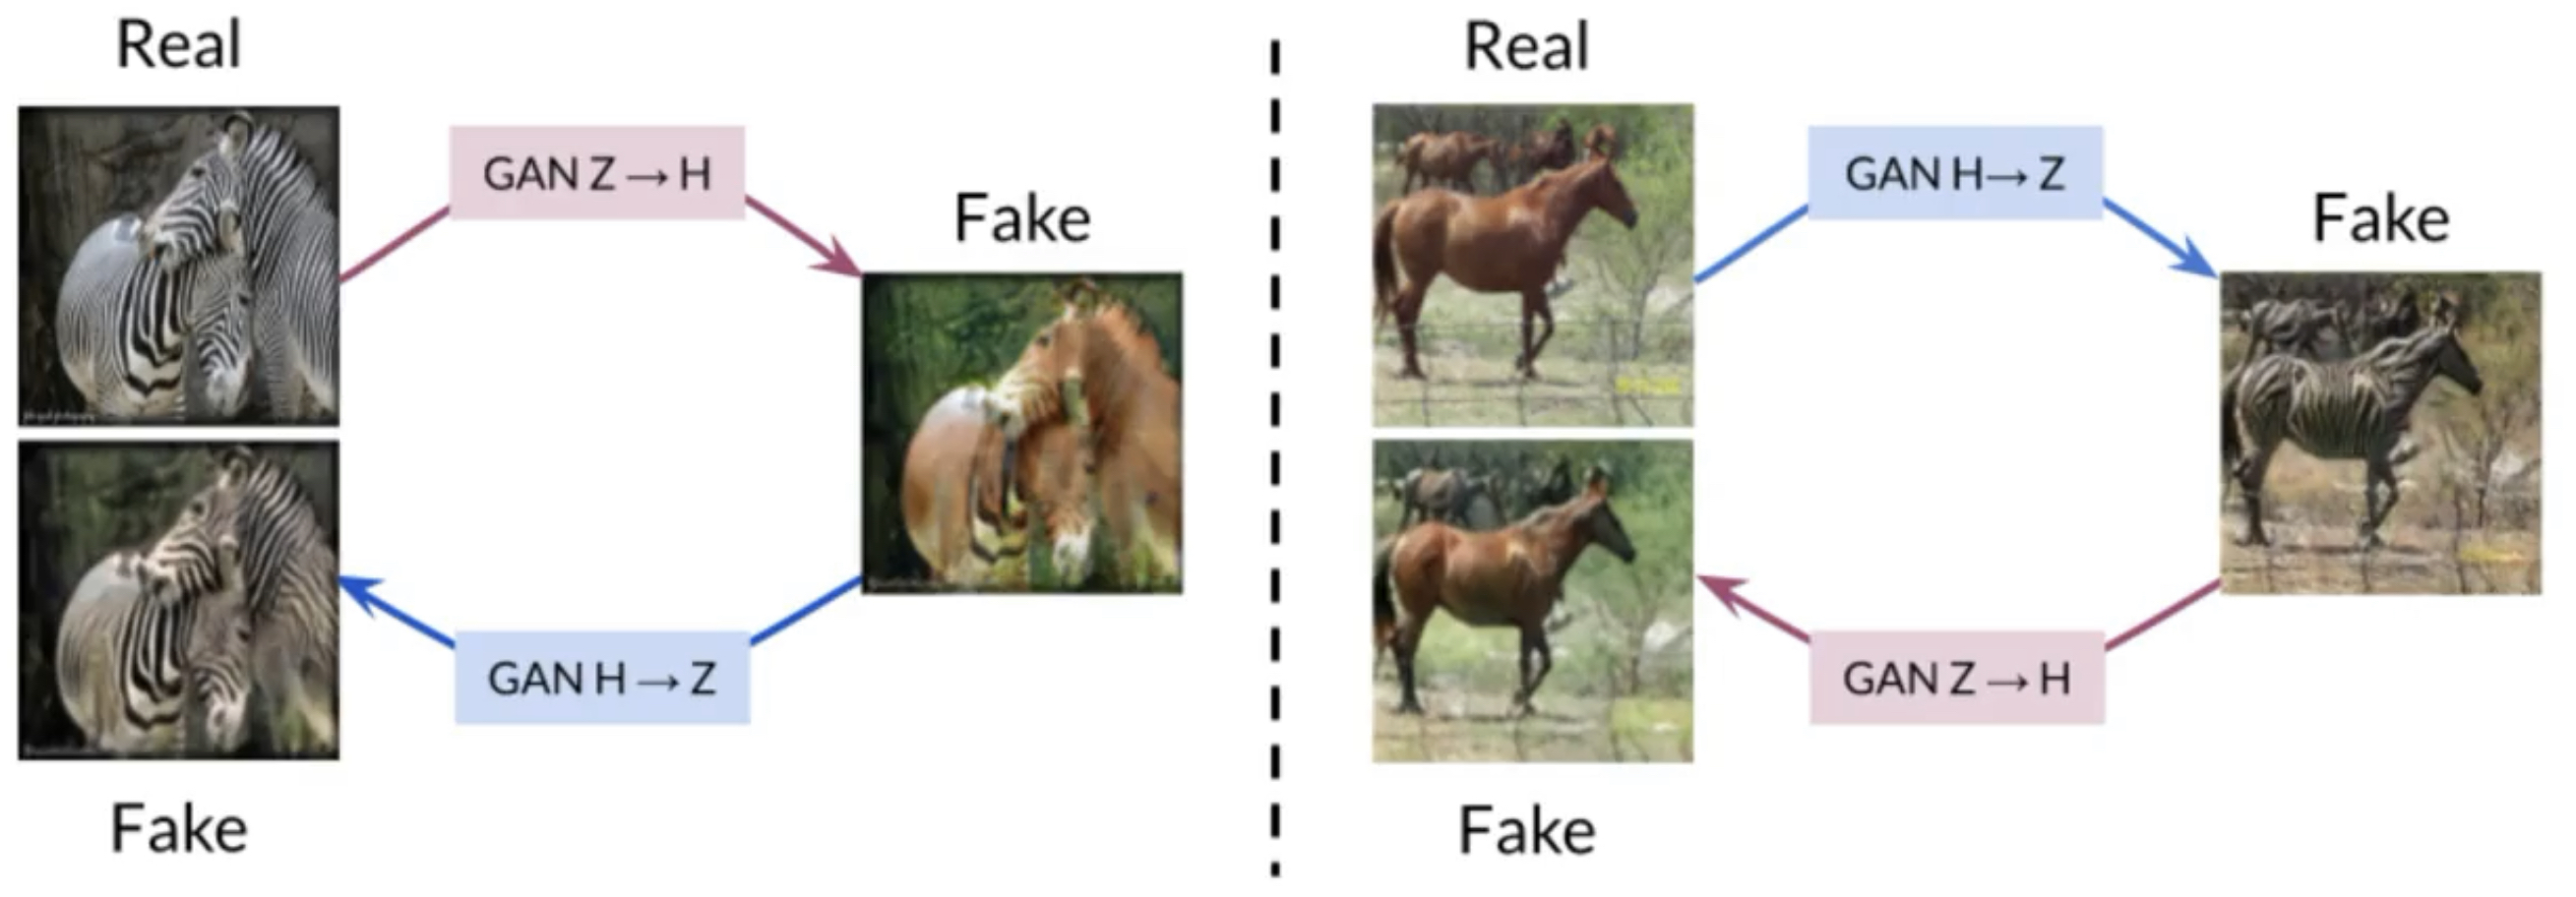 Real
GAN Z → H
Fake
GAN H → Z
Fake
Real
GAN H→ Z
Fake
GAN Z → H
Fake